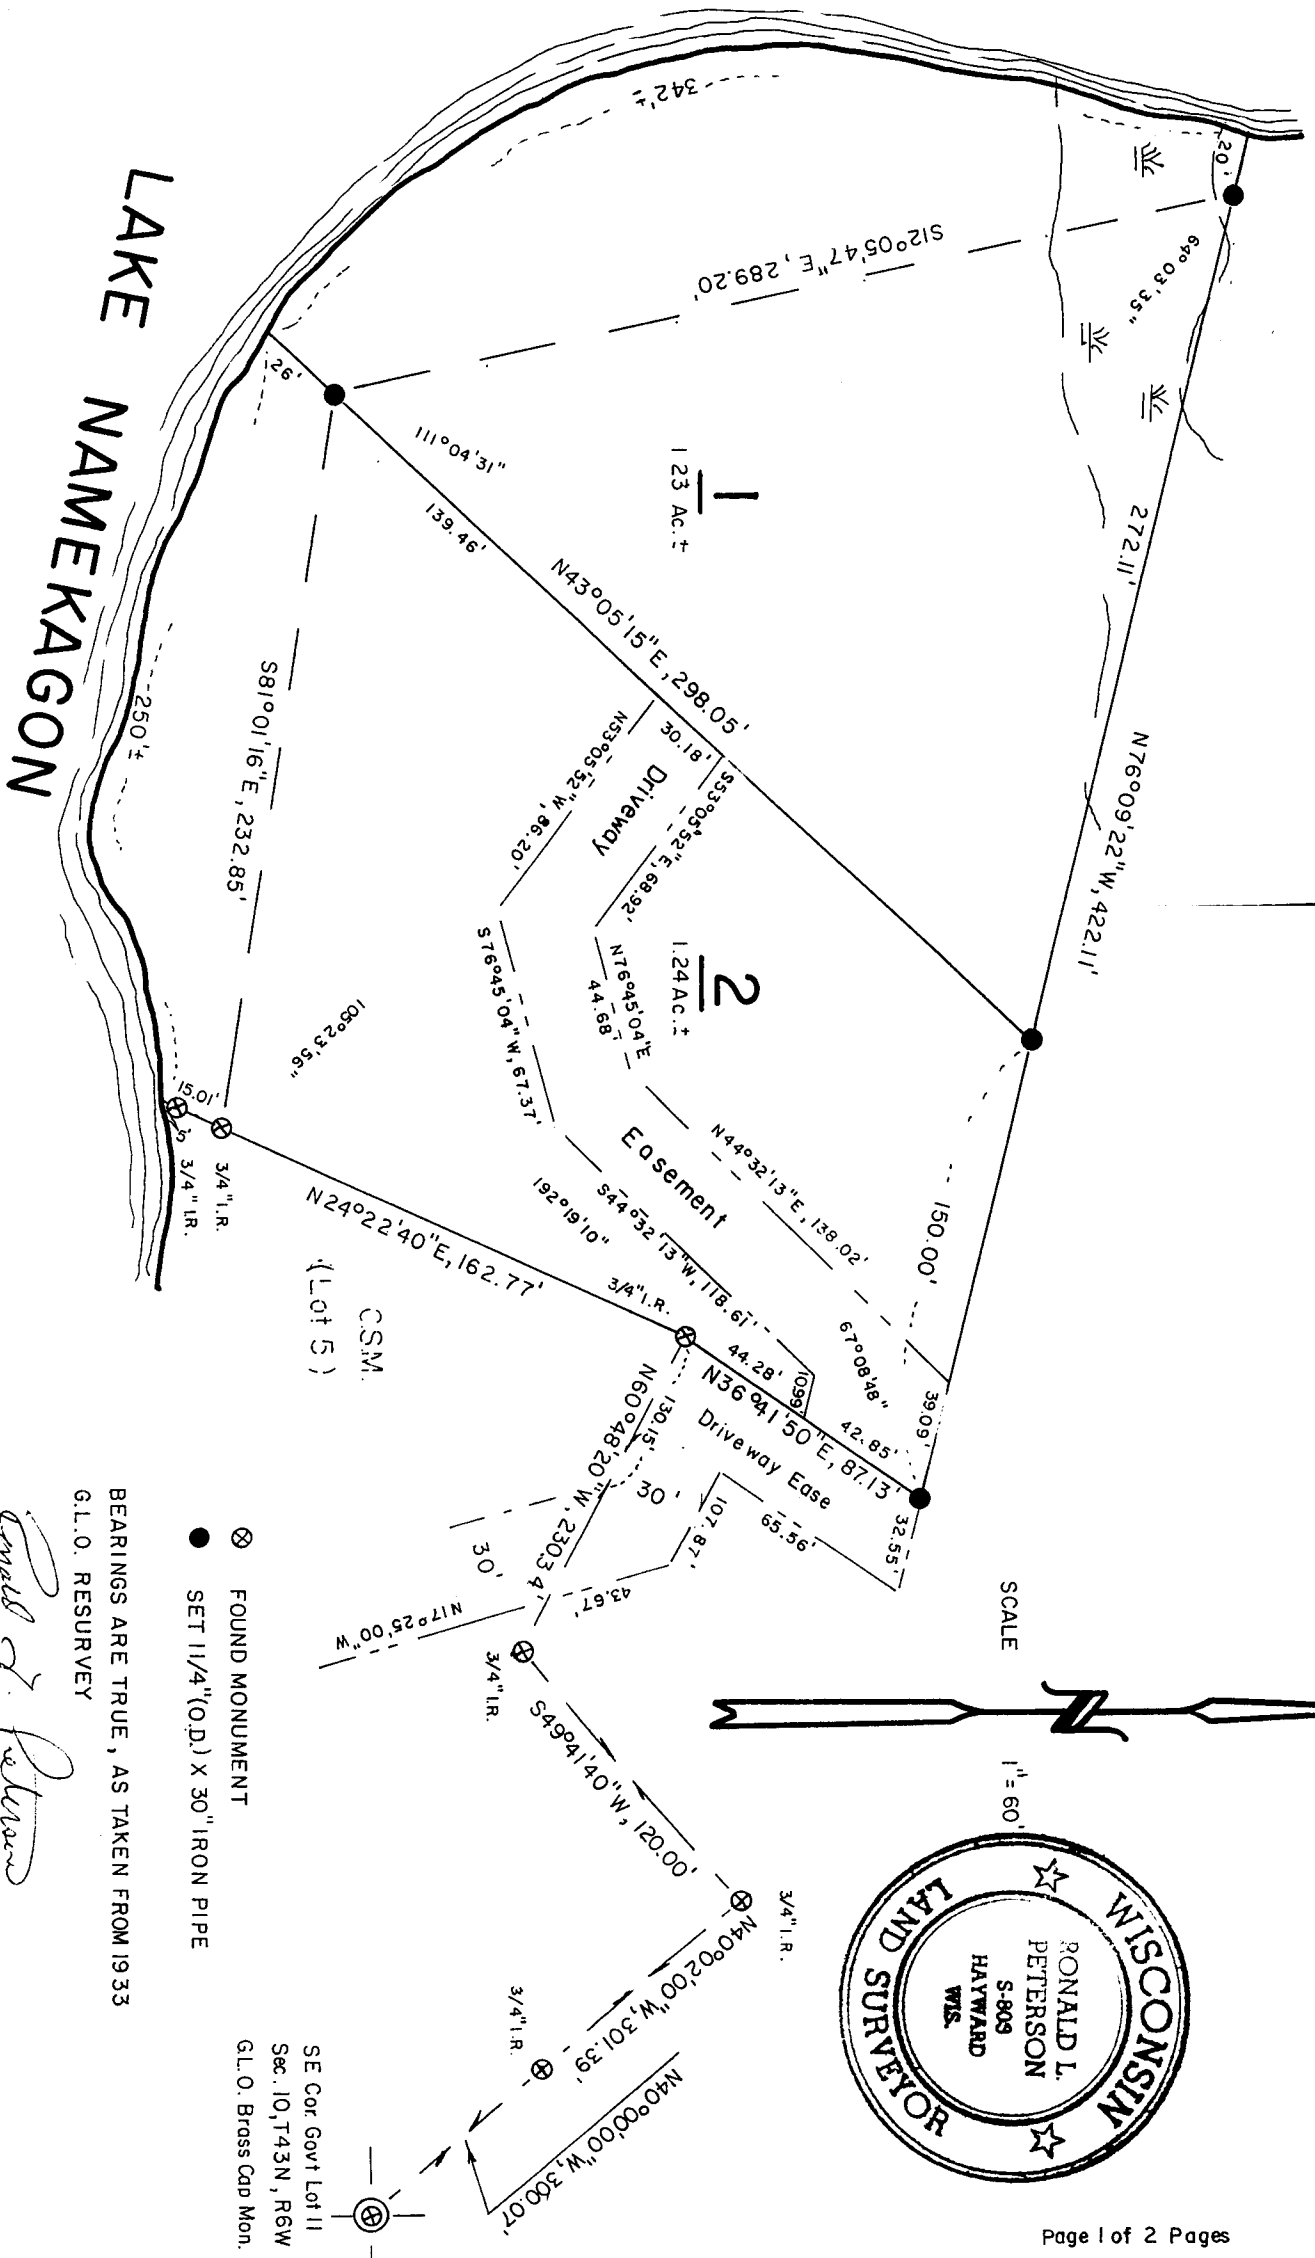 LAKE NAMEKAGON
342'±
20'
64°03'35"
S12°05'47"E, 289.20'
26'
111°04'31"
139.46'
1
1.23 Ac.±
N43°05'15"E, 298.05'
272.11'
N76°09'22"W, 422.11'
30.18'
Driveway
N53°05'52"W, 86.20'
S53°05'52"E, 68.92'
2
1.24 Ac.±
N76°45'04"E
44.68'
S76°45'04"W, 67.37'
Easement
N44°32'13"E, 138.02'
S44°32'13"W, 118.61'
192°19'10"
150.00'
67°08'48"
39.09'
S81°01'16"E, 232.85'
250'±
105°23'56"
15.01'
5'
3/4" I.R.
3/4" I.R.
N24°22'40"E, 162.77'
3/4" I.R.
C.S.M.
(Lot 5)
44.28'
10.99'
N36°41'50"E, 87.13'
42.85'
Driveway Ease
32.55'
65.56'
107.87'
30'
130.15'
N60°48'20"W, 230.34'
30'
43.67'
N17°25'00"W
3/4" I.R.
S49°41'40"W, 120.00'
3/4" I.R.
N40°02'00"W, 301.39'
3/4" I.R.
N40°00'00"W, 300.07'
SE Cor. Govt Lot 11
Sec. 10, T43N, R6W
G.L.O. Brass Cap Mon.
SCALE
1" = 60'
N
WISCONSIN
LAND SURVEYOR
RONALD L.
PETERSON
S-809
HAYWARD
WIS.
FOUND MONUMENT
SET 1 1/4" (O.D.) X 30" IRON PIPE
BEARINGS ARE TRUE, AS TAKEN FROM 1933
G.L.O. RESURVEY
Ronald L. Peterson
Page 1 of 2 Pages